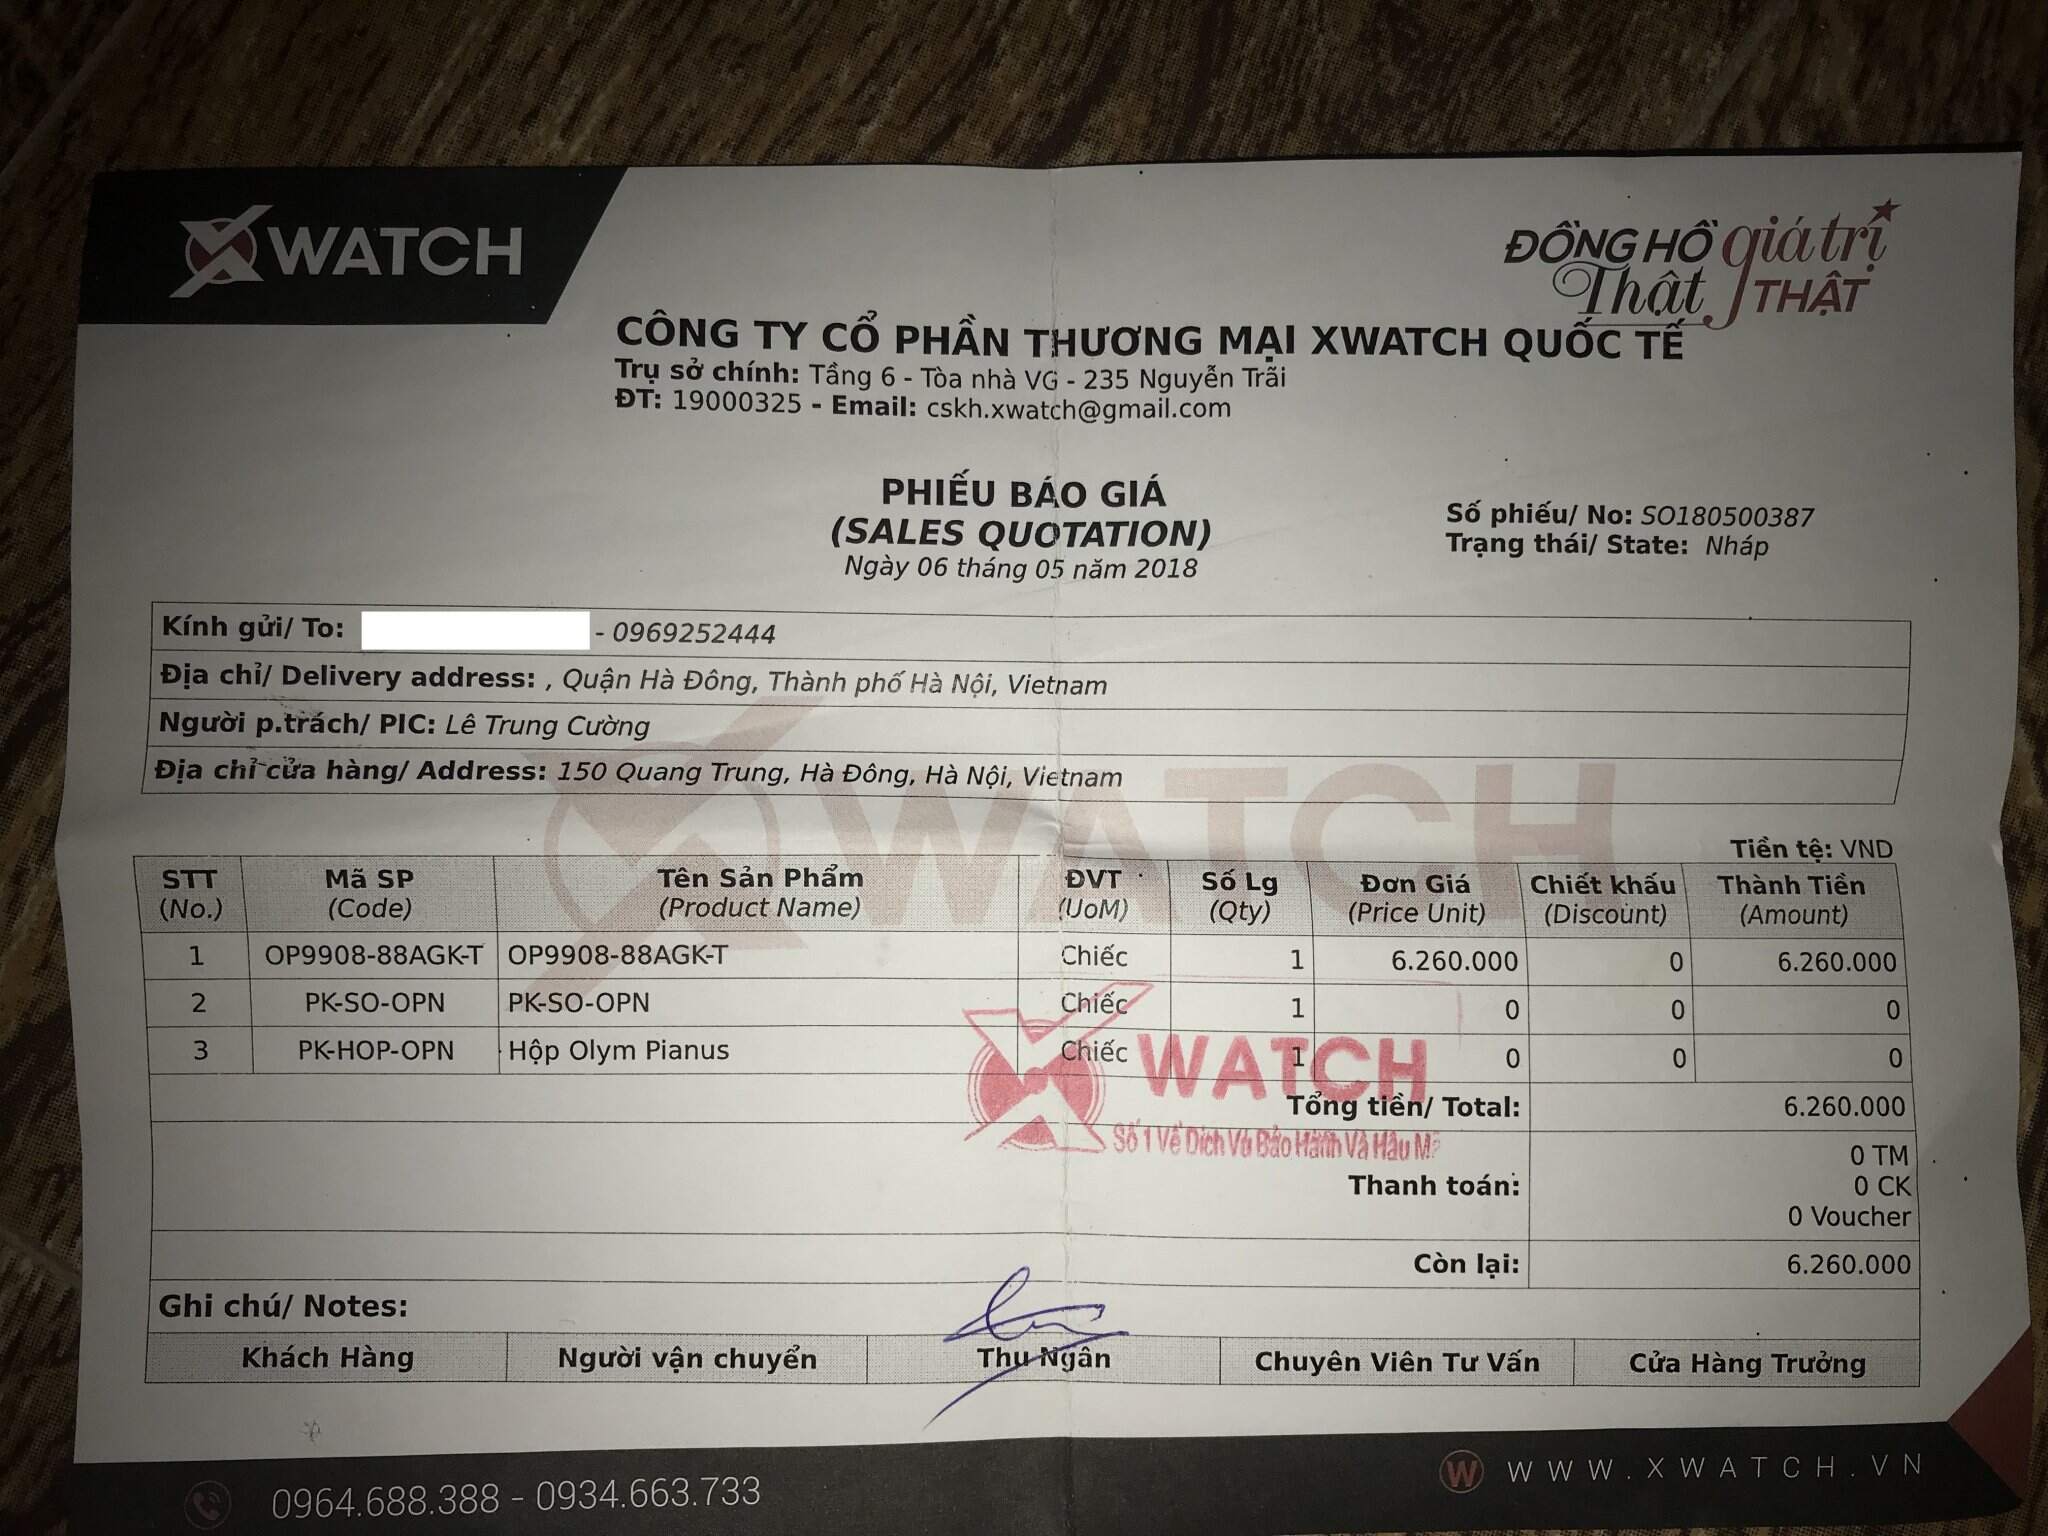 XWATCH
ĐỒNG HỒ giá trị
Thật THẬT
CÔNG TY CỔ PHẦN THƯƠNG MẠI XWATCH QUỐC TẾ
Trụ sở chính: Tầng 6 - Tòa nhà VG - 235 Nguyễn Trãi
ĐT: 19000325 - Email: cskh.xwatch@gmail.com
PHIẾU BÁO GIÁ
(SALES QUOTATION)
Ngày 06 tháng 05 năm 2018
Số phiếu/ No: SO180500387
Trạng thái/ State: Nháp
Kính gửi/ To: - 0969252444
Địa chỉ/ Delivery address: , Quận Hà Đông, Thành phố Hà Nội, Vietnam
Người p.trách/ PIC: Lê Trung Cường
Địa chỉ cửa hàng/ Address: 150 Quang Trung, Hà Đông, Hà Nội, Vietnam
XWATCH
Tiền tệ: VND
STT Mã SP Tên Sản Phẩm ĐVT Số Lg Đơn Giá Chiết khấu Thành Tiền
(No.) (Code) (Product Name) (UoM) (Qty) (Price Unit) (Discount) (Amount)
1 OP9908-88AGK-T OP9908-88AGK-T Chiếc 1 6.260.000 0 6.260.000
2 PK-SO-OPN PK-SO-OPN Chiếc 1 0 0 0
3 PK-HOP-OPN Hộp Olym Pianus Chiếc 1 0 0 0
XWATCH
Tổng tiền/ Total: 6.260.000
Số 1 Về Dịch Vụ Bảo Hành Và Hậu
Thanh toán: 0 TM
0 CK
0 Voucher
Còn lại: 6.260.000
Ghi chú/ Notes:
Khách Hàng Người vận chuyển Thu Ngân Chuyên Viên Tư Vấn Cửa Hàng Trưởng
0964.688.388 - 0934.663.733
W WWW.XWATCH.VN